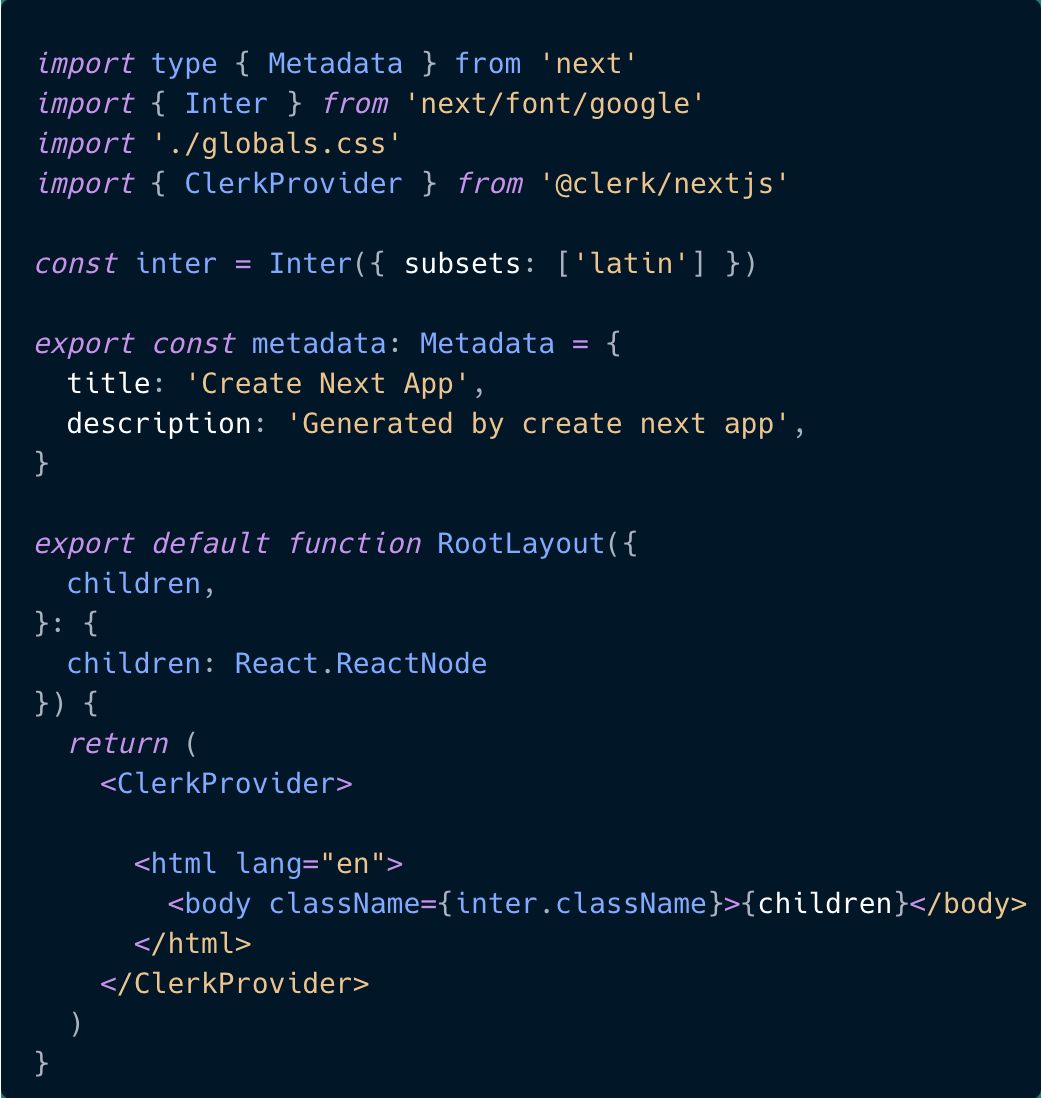 import type { Metadata } from 'next'
import { Inter } from 'next/font/google'
import './globals.css'
import { ClerkProvider } from '@clerk/nextjs'

const inter = Inter({ subsets: ['latin'] })

export const metadata: Metadata = {
  title: 'Create Next App',
  description: 'Generated by create next app',
}

export default function RootLayout({
  children,
}: {
  children: React.ReactNode
}) {
  return (
    <ClerkProvider>

      <html lang="en">
        <body className={inter.className}>{children}</body>
      </html>
    </ClerkProvider>
  )
}